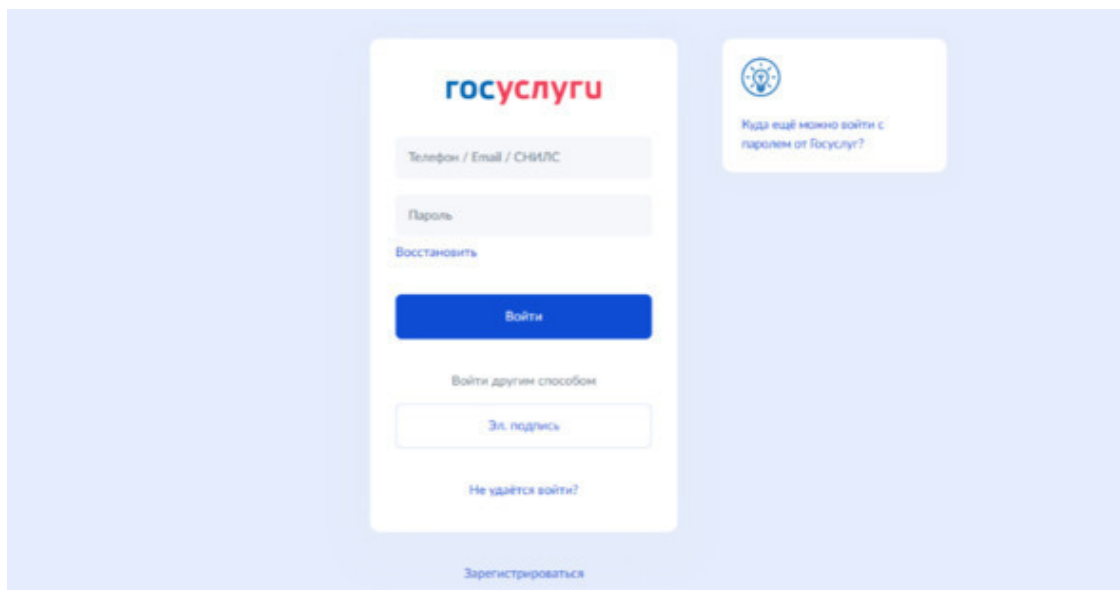 госуслуги
Телефон / Email / СНИЛС
Пароль
Восстановить
Войти
Войти другим способом
Эл. подпись
Не удаётся войти?
Зарегистрироваться
Куда ещё можно войти с
паролем от Госуслуг?